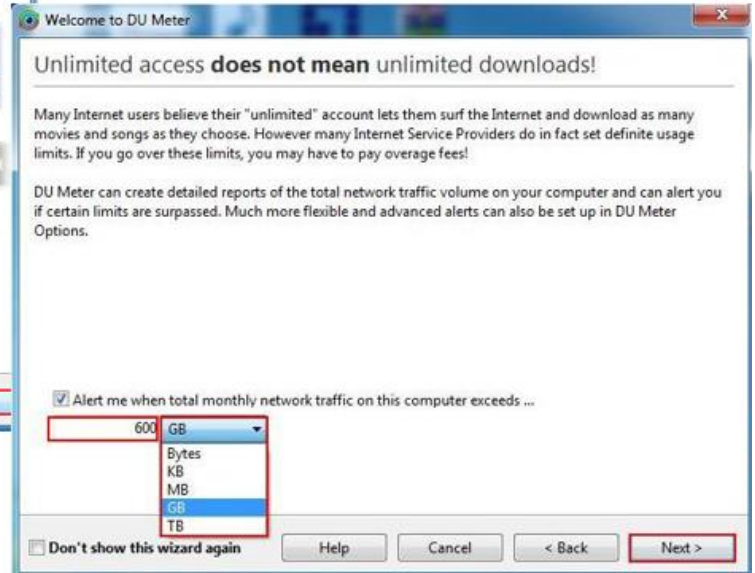 Welcome to DU Meter
Unlimited access does not mean unlimited downloads!
Many Internet users believe their "unlimited" account lets them surf the Internet and download as many
movies and songs as they choose. However many Internet Service Providers do in fact set definite usage
limits. If you go over these limits, you may have to pay overage fees!
DU Meter can create detailed reports of the total network traffic volume on your computer and can alert you
if certain limits are surpassed. Much more flexible and advanced alerts can also be set up in DU Meter
Options.
Alert me when total monthly network traffic on this computer exceeds ...
600 GB
Bytes
KB
MB
GB
TB
Don't show this wizard again Help Cancel < Back Next >